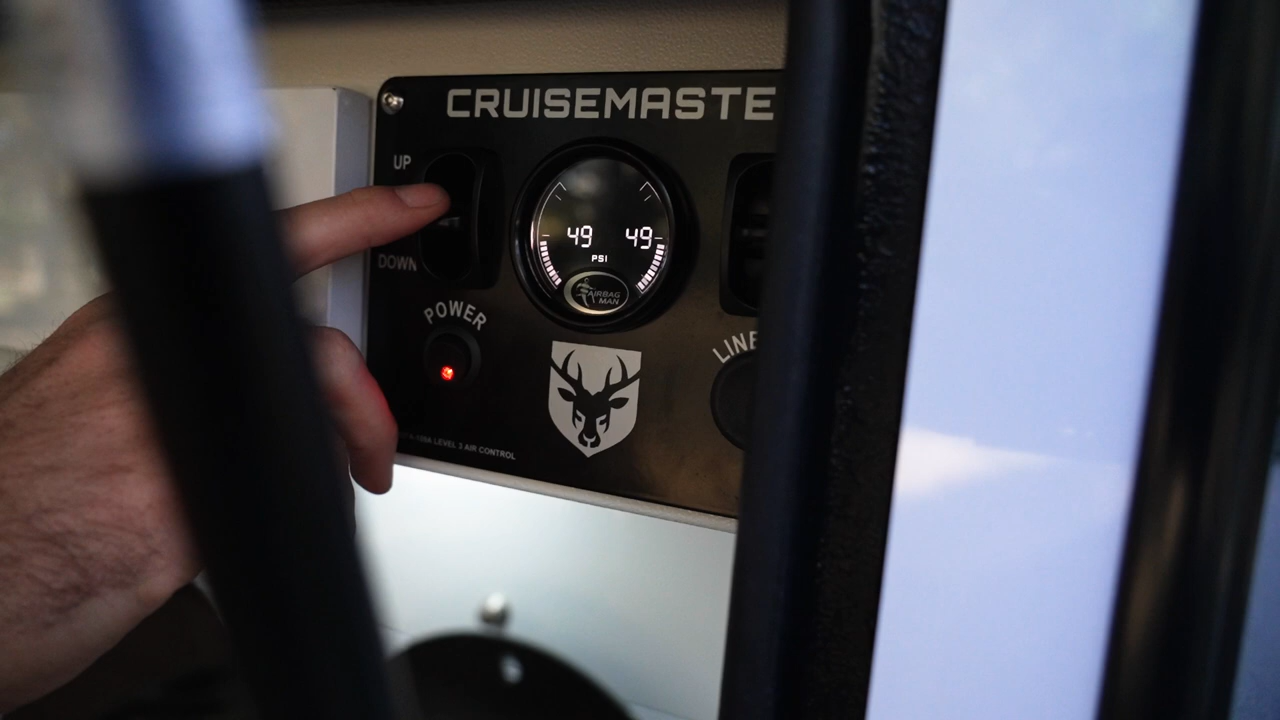 CRUISEMASTE
UP
49 49
PSI
DOWN
AIRBAG
MAN
POWER
LINE
LEVEL 3 AIR CONTROL